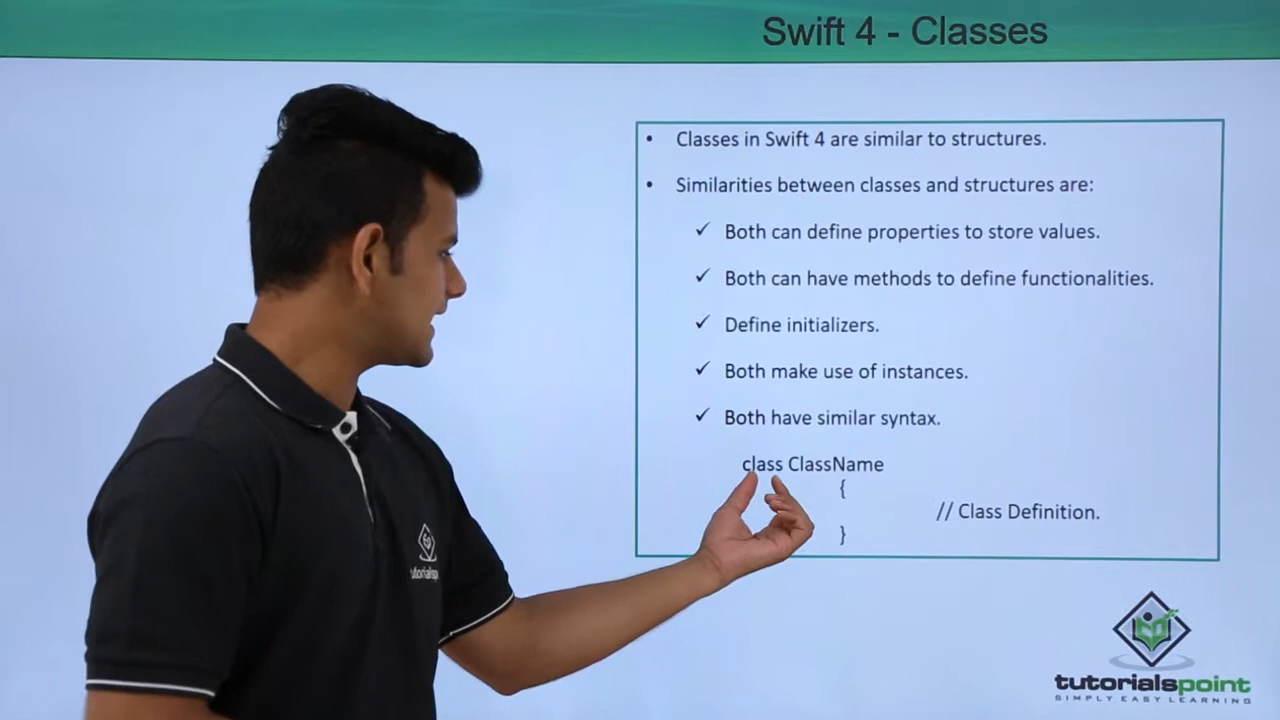 Swift 4 - Classes
• Classes in Swift 4 are similar to structures.
• Similarities between classes and structures are:
✓ Both can define properties to store values.
✓ Both can have methods to define functionalities.
✓ Define initializers.
✓ Both make use of instances.
✓ Both have similar syntax.
class ClassName
{
// Class Definition.
}
tutorialspoint
SIMPLY EASY LEARNING
tutorialsp